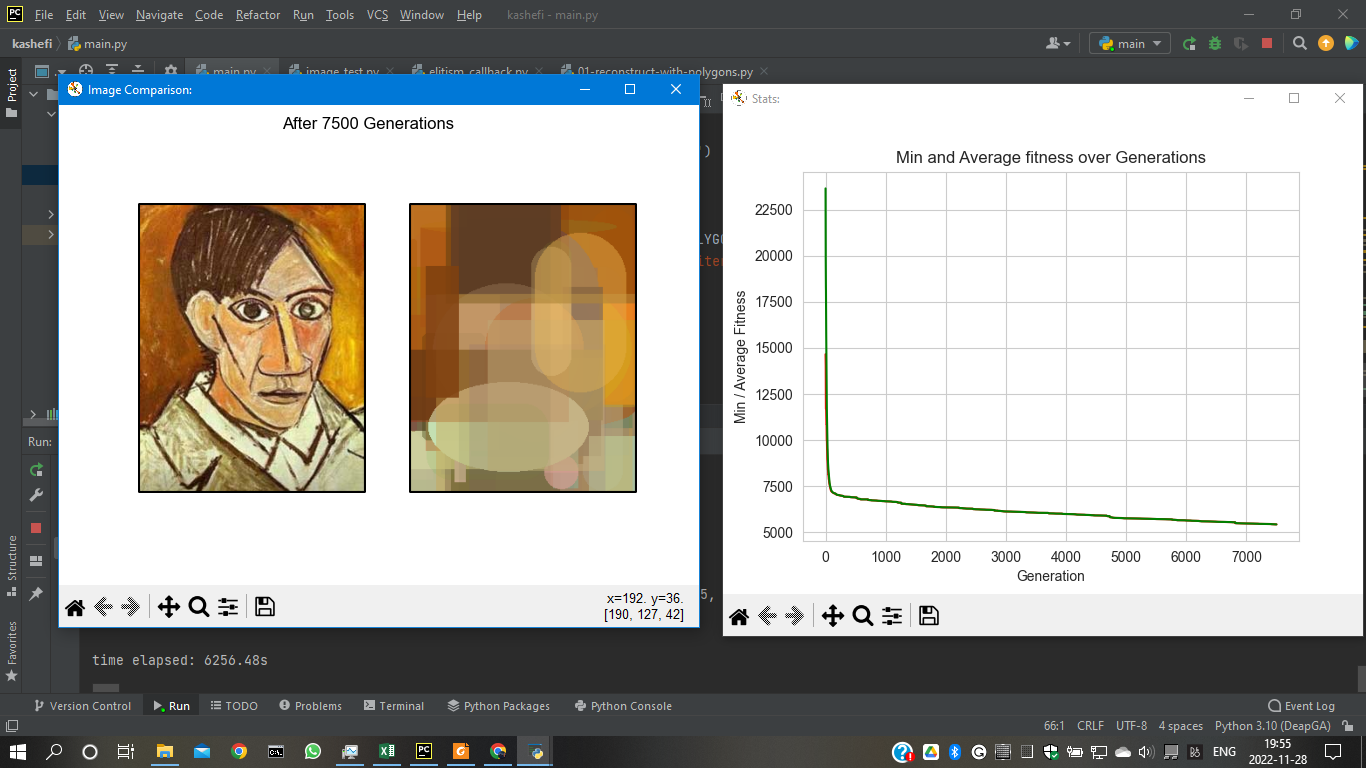 PC File Edit View Navigate Code Refactor Run Tools VCS Window Help kashefi - main.py
kashefi main.py main
Project
main.py image_test.py elitism_callback.py 01-reconstruct-with-polygons.py
Image Comparison:
After 7500 Generations
x=192. y=36.
[190, 127, 42]
Stats:
Min and Average fitness over Generations
Min / Average Fitness
22500
20000
17500
15000
12500
10000
7500
5000
0 1000 2000 3000 4000 5000 6000 7000
Generation
Run:
Structure
Favorites
time elapsed: 6256.48s
Version Control Run TODO Problems Terminal Python Packages Python Console Event Log
66:1 CRLF UTF-8 4 spaces Python 3.10 (DeapGA)
PC ENG 19:55
2022-11-28